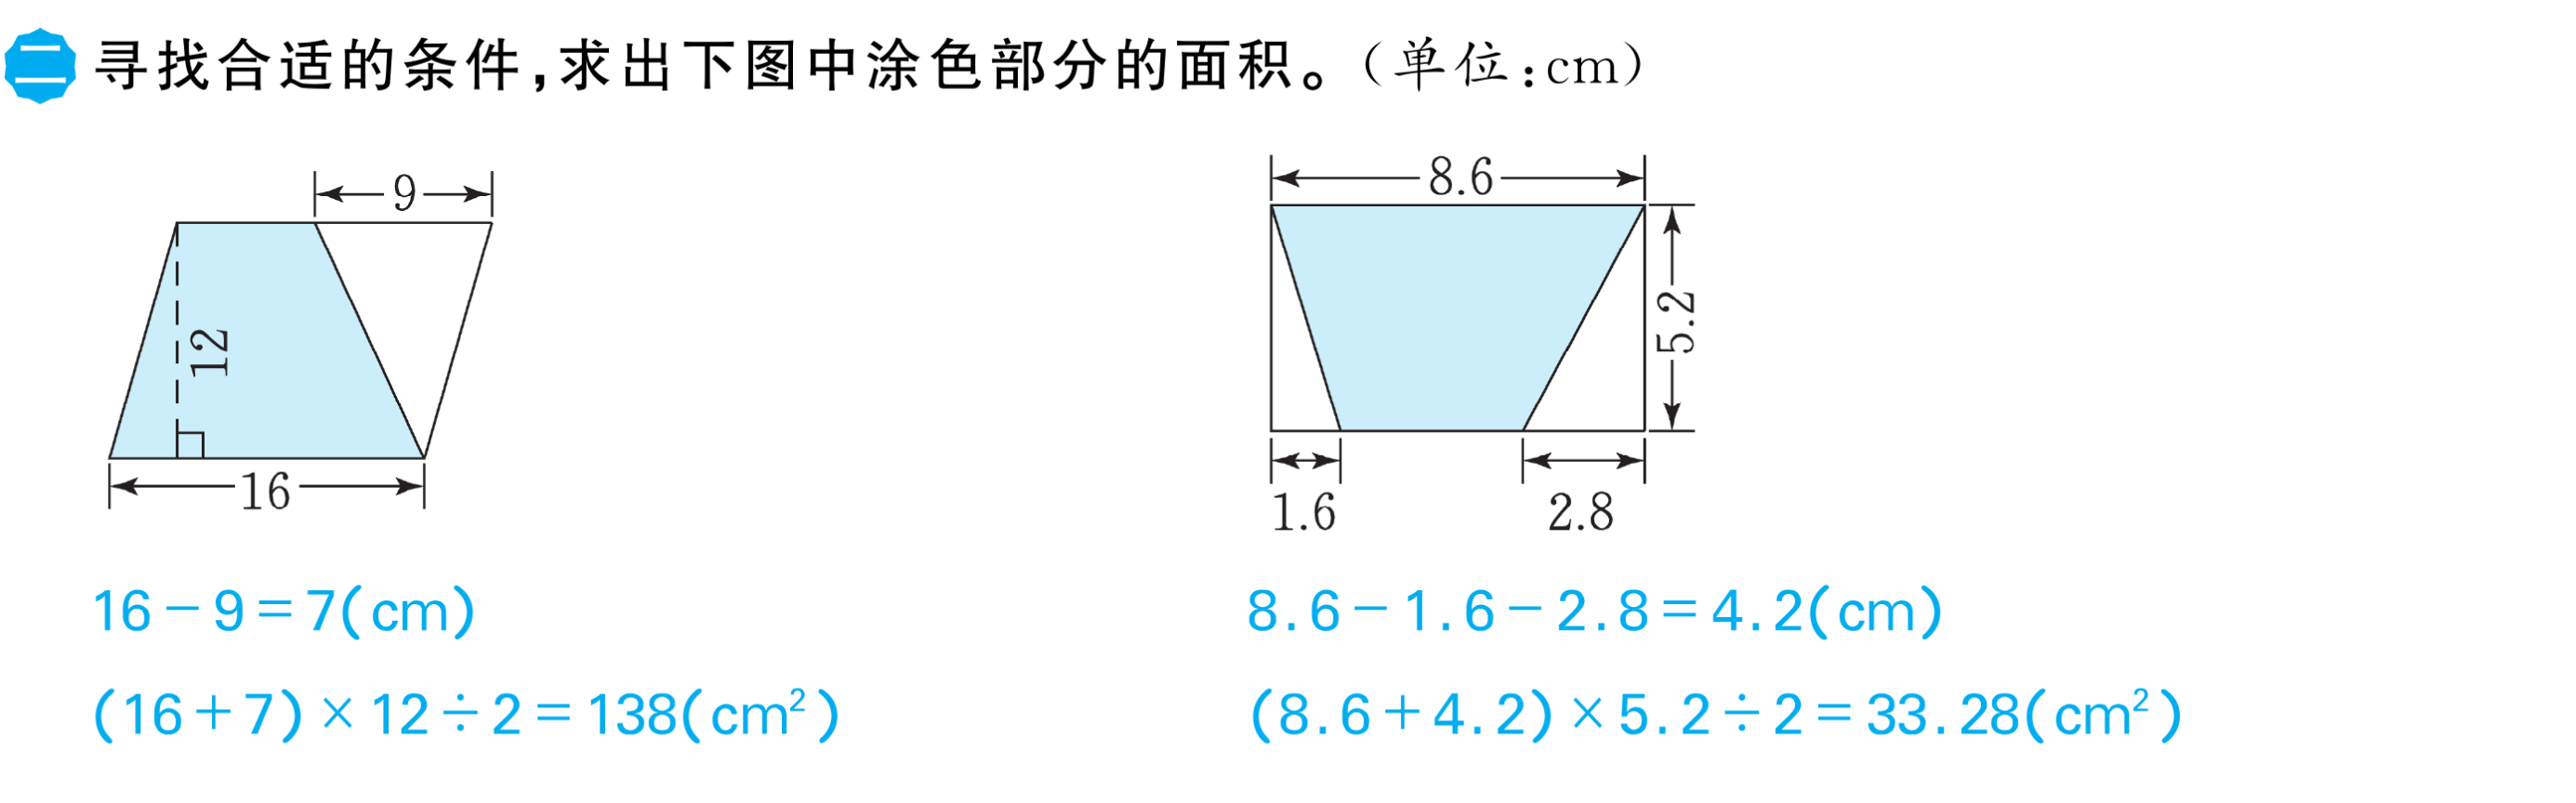 二 寻找合适的条件,求出下图中涂色部分的面积。(单位:cm)
9
12
16
8.6
5.2
1.6 2.8
16-9=7(cm)
(16+7)×12÷2=138(cm²)
8.6-1.6-2.8=4.2(cm)
(8.6+4.2)×5.2÷2=33.28(cm²)